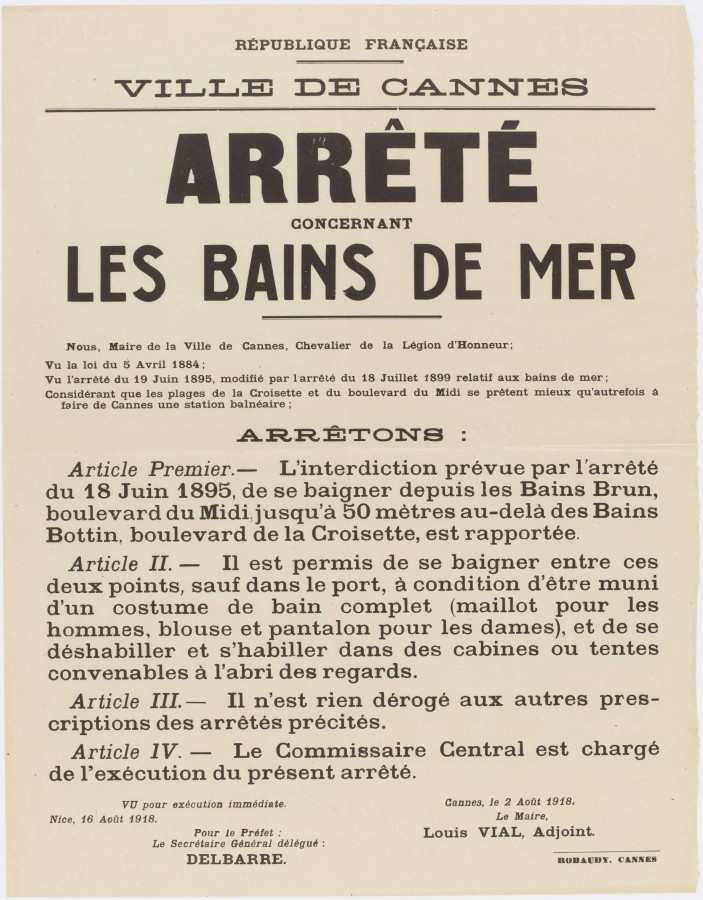 RÉPUBLIQUE FRANÇAISE
VILLE DE CANNES
ARRÊTÉ
CONCERNANT
LES BAINS DE MER
Nous, Maire de la Ville de Cannes, Chevalier de la Légion d'Honneur;
Vu la loi du 5 Avril 1884;
Vu l'arrêté du 19 Juin 1895, modifié par l'arrêté du 18 Juillet 1899 relatif aux bains de mer;
Considérant que les plages de la Croisette et du boulevard du Midi se prêtent mieux qu'autrefois à
faire de Cannes une station balnéaire;
ARRÊTONS :
Article Premier.— L'interdiction prévue par l'arrêté
du 18 Juin 1895, de se baigner depuis les Bains Brun,
boulevard du Midi, jusqu'à 50 mètres au-delà des Bains
Bottin, boulevard de la Croisette, est rapportée.
Article II. — Il est permis de se baigner entre ces
deux points, sauf dans le port, à condition d'être muni
d'un costume de bain complet (maillot pour les
hommes, blouse et pantalon pour les dames), et de se
déshabiller et s'habiller dans des cabines ou tentes
convenables à l'abri des regards.
Article III.— Il n'est rien dérogé aux autres pres-
criptions des arrêtés précités.
Article IV. — Le Commissaire Central est chargé
de l'exécution du présent arrêté.
VU pour exécution immédiate.
Nice, 16 Août 1918.
Pour le Préfet :
Le Secrétaire Général délégué :
DELBARRE.
Cannes, le 2 Août 1918,
Le Maire,
Louis VIAL, Adjoint.
ROBAUDY. CANNES